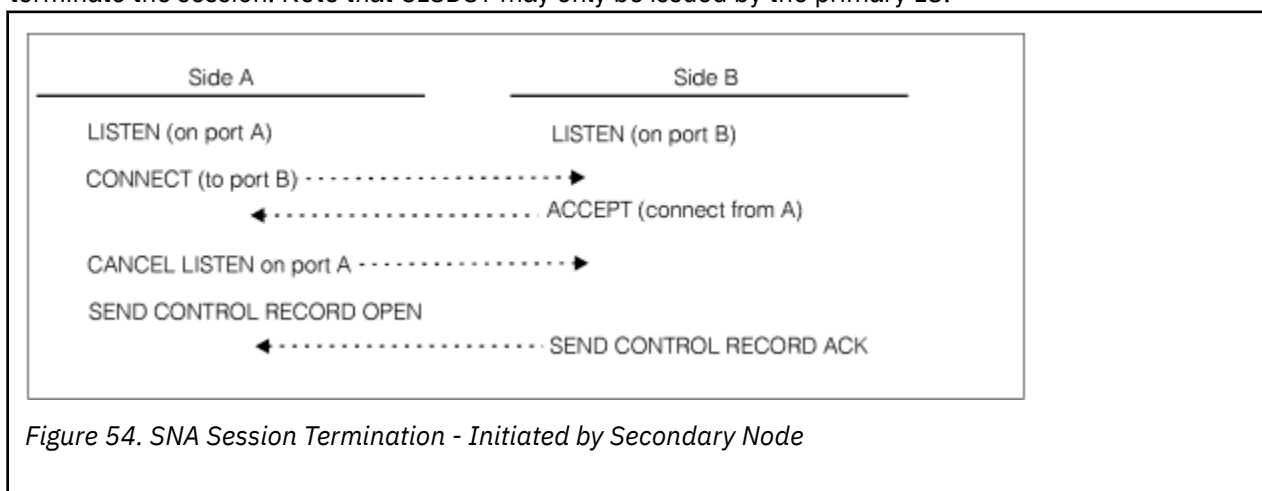 terminate the session. Note that may only be issued by the primary
Side A Side B
LISTEN (on port A) LISTEN (on port B)
CONNECT (to port B)
ACCEPT (connect from A)
CANCEL LISTEN on port A
SEND CONTROL RECORD OPEN
SEND CONTROL RECORD ACK
Figure 54. SNA Session Termination - Initiated by Secondary Node